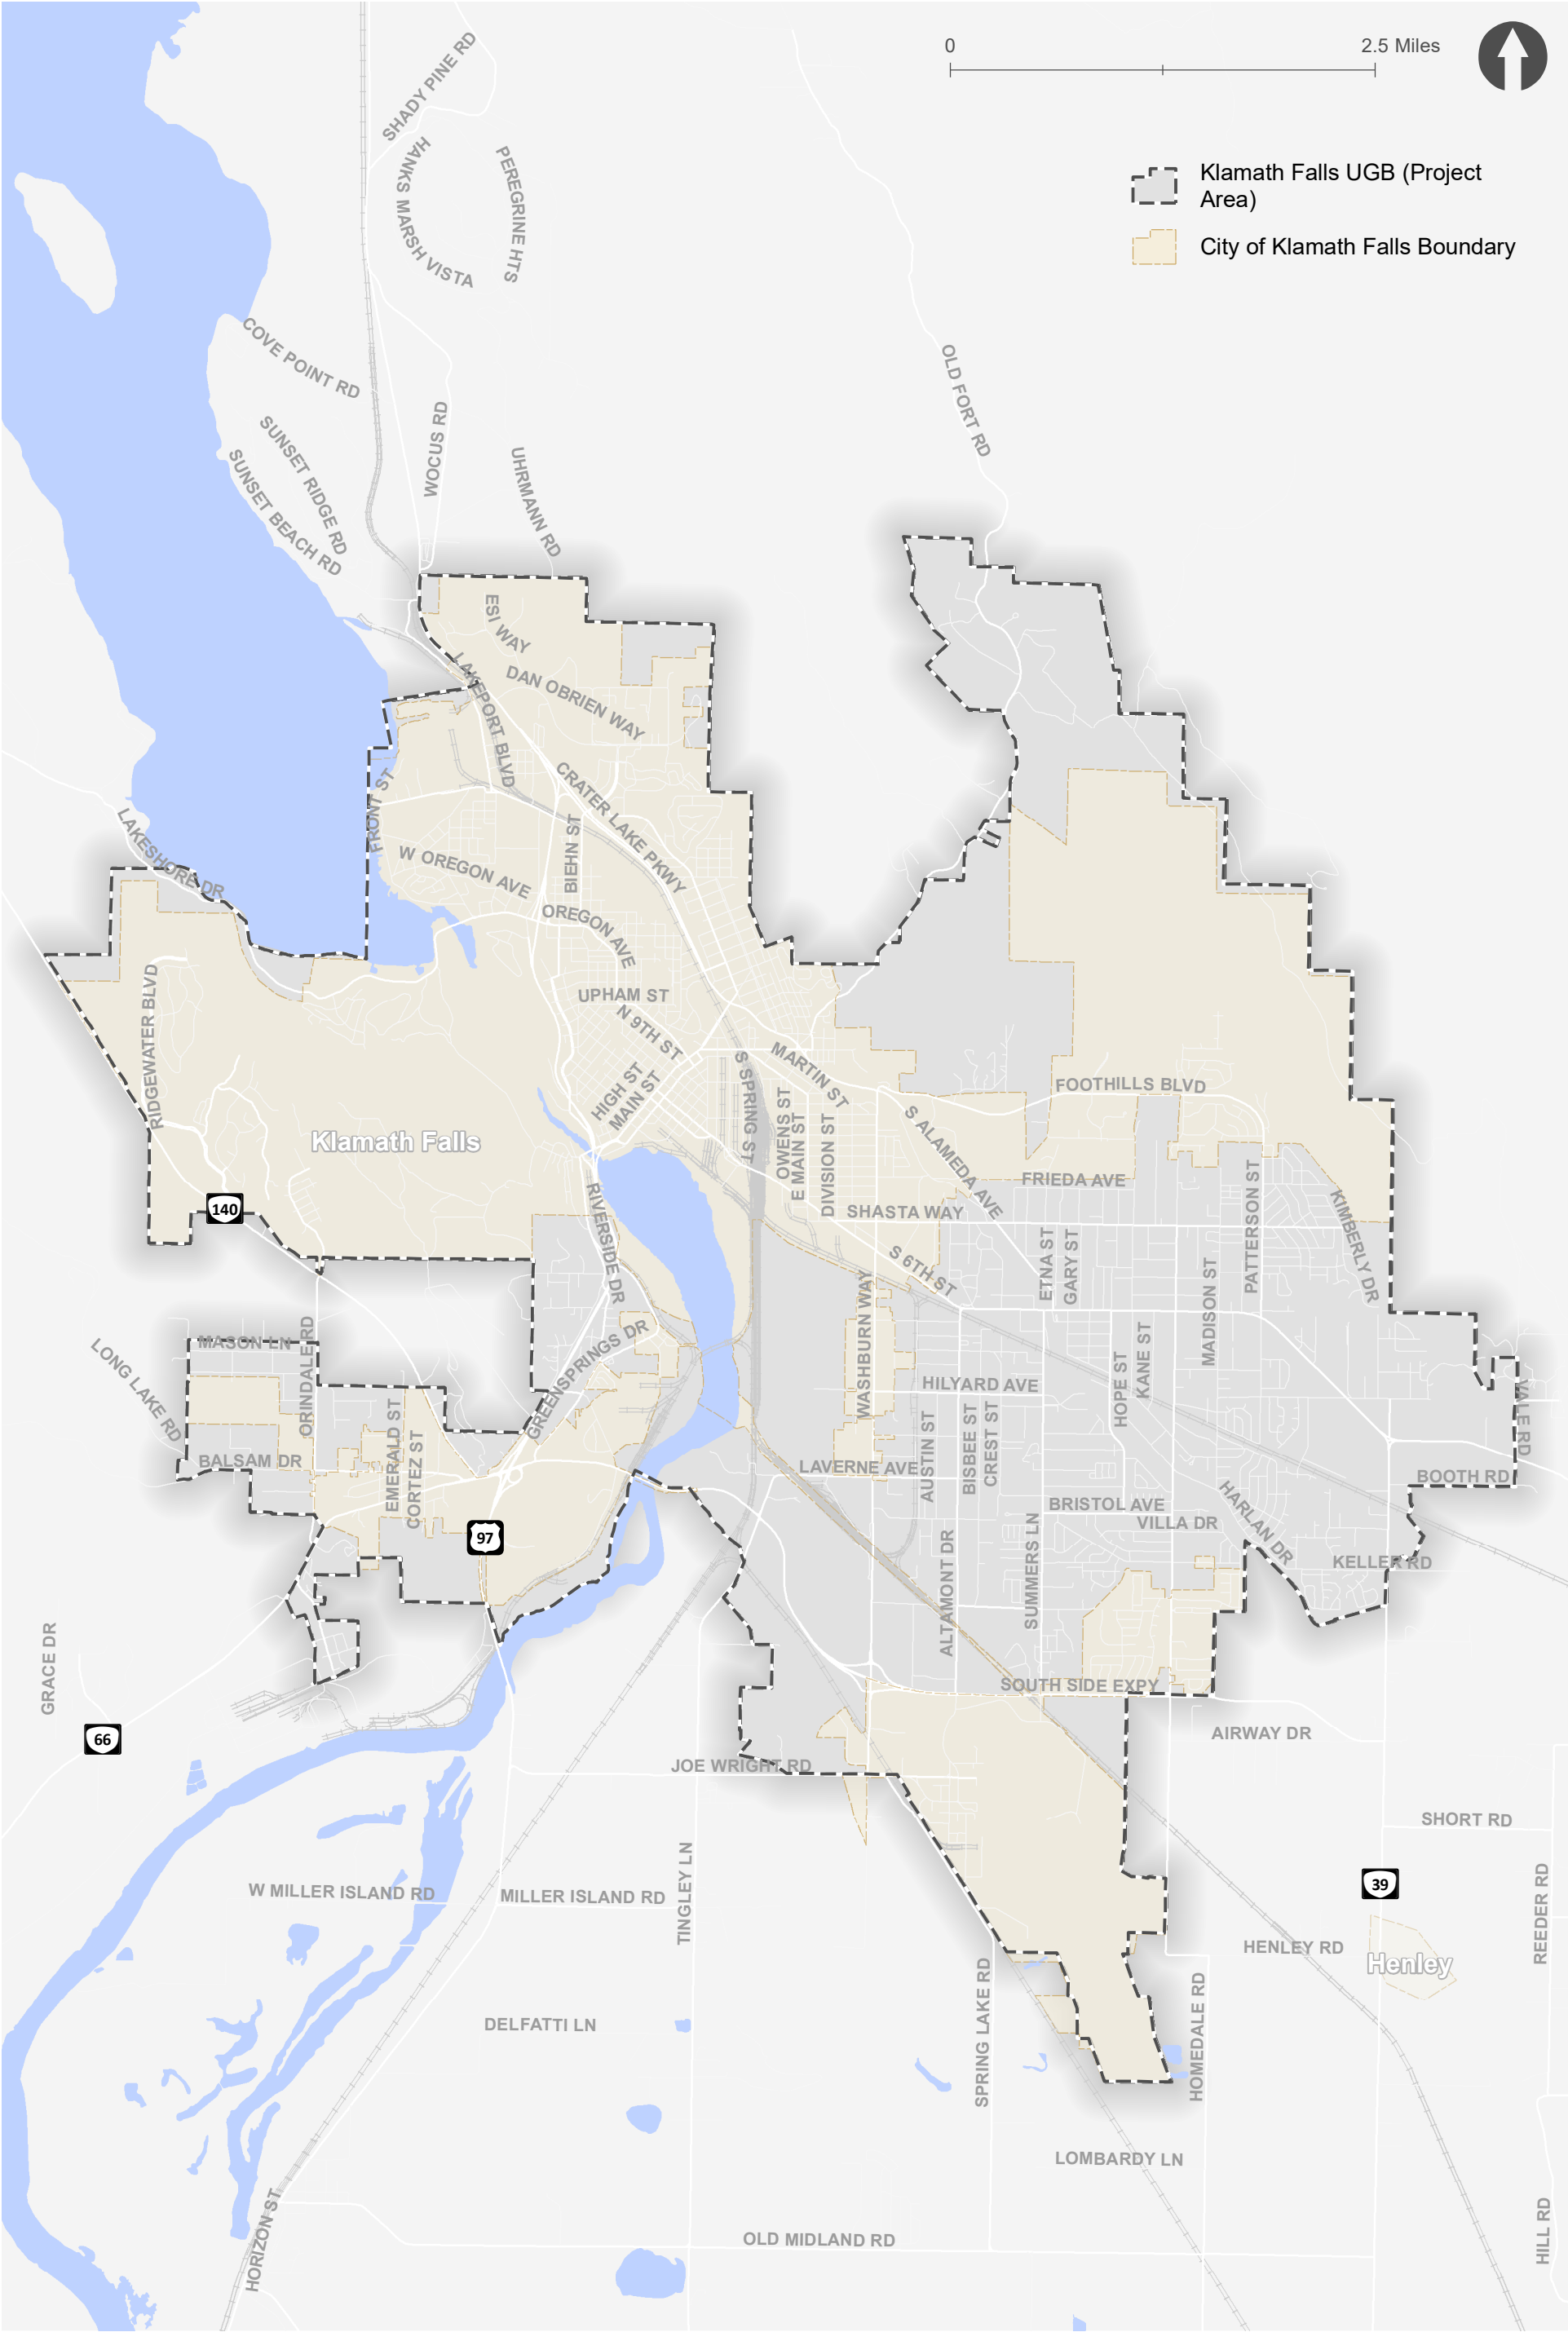 0
2.5 Miles
Klamath Falls UGB (Project
Area)
City of Klamath Falls Boundary
SHADY PINE RD
HANKS MARSH VISTA
PEREGRINE HTS
COVE POINT RD
OLD FORT RD
WOCUS RD
SUNSET RIDGE RD
SUNSET BEACH RD
UHRMANN RD
ESI WAY
LAKEPORT BLVD
DAN OBRIEN WAY
CRATER LAKE PKWY
FRONT ST
LAKESHORE DR
W OREGON AVE
BIEHN ST
OREGON AVE
RIDGEWATER BLVD
UPHAM ST
N 9TH ST
HIGH ST
MAIN ST
S SPRING ST
MARTIN ST
OWENS ST
E MAIN ST
DIVISION ST
FOOTHILLS BLVD
S ALAMEDA AVE
Klamath Falls
FRIEDA AVE
PATTERSON ST
KIMBERLY DR
140
RIVERSIDE DR
SHASTA WAY
S 6TH ST
ETNA ST
GARY ST
MADISON ST
MASON LN
LONG LAKE RD
ORINDALE RD
GREENSPRINGS DR
WASHBURN WAY
HILYARD AVE
HOPE ST
KANE ST
VALE RD
BALSAM DR
EMERALD ST
CORTEZ ST
LAVERNE AVE
AUSTIN ST
BISBEE ST
CREST ST
BOOTH RD
97
BRISTOL AVE
VILLA DR
HARLAN DR
KELLER RD
ALTAMONT DR
SUMMERS LN
GRACE DR
66
SOUTH SIDE EXPY
AIRWAY DR
JOE WRIGHT RD
SHORT RD
39
W MILLER ISLAND RD
MILLER ISLAND RD
TINGLEY LN
REEDER RD
HENLEY RD
Henley
SPRING LAKE RD
HOMEDALE RD
DELFATTI LN
LOMBARDY LN
HORIZON ST
OLD MIDLAND RD
HILL RD